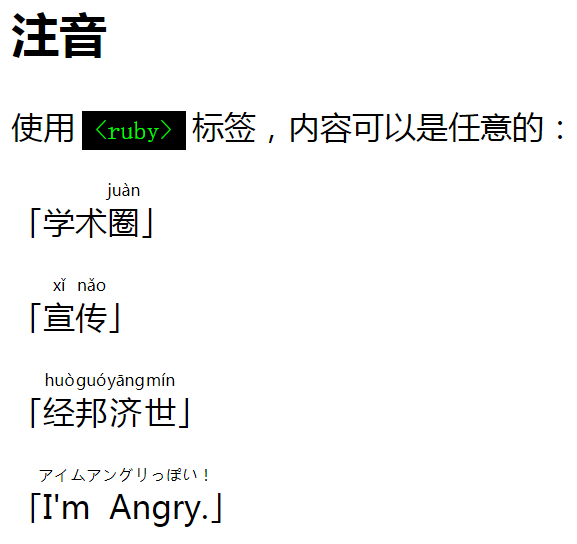 注音
使用 <ruby> 标签，内容可以是任意的：
juàn
「学术圈」
xǐ nǎo
「宣传」
huòguóyāngmín
「经邦济世」
アイムアングリっぽい！
「I'm Angry.」